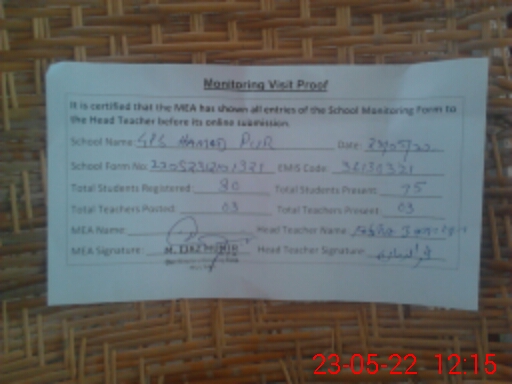 Monitoring Visit Proof
It is certified that the MEA has shown all entries of the School Monitoring Form to
the Head Teacher before its online submission.
School Name: GPS HAMID PUR Date: 23/05/22
School Form No: EMIS Code:
Total Students Registered: 80 Total Students Present: 75
Total Teachers Posted: 03 Total Teachers Present: 03
MEA Name: Head Teacher Name:
MEA Signature: Head Teacher Signature:
23-05-22 12:15